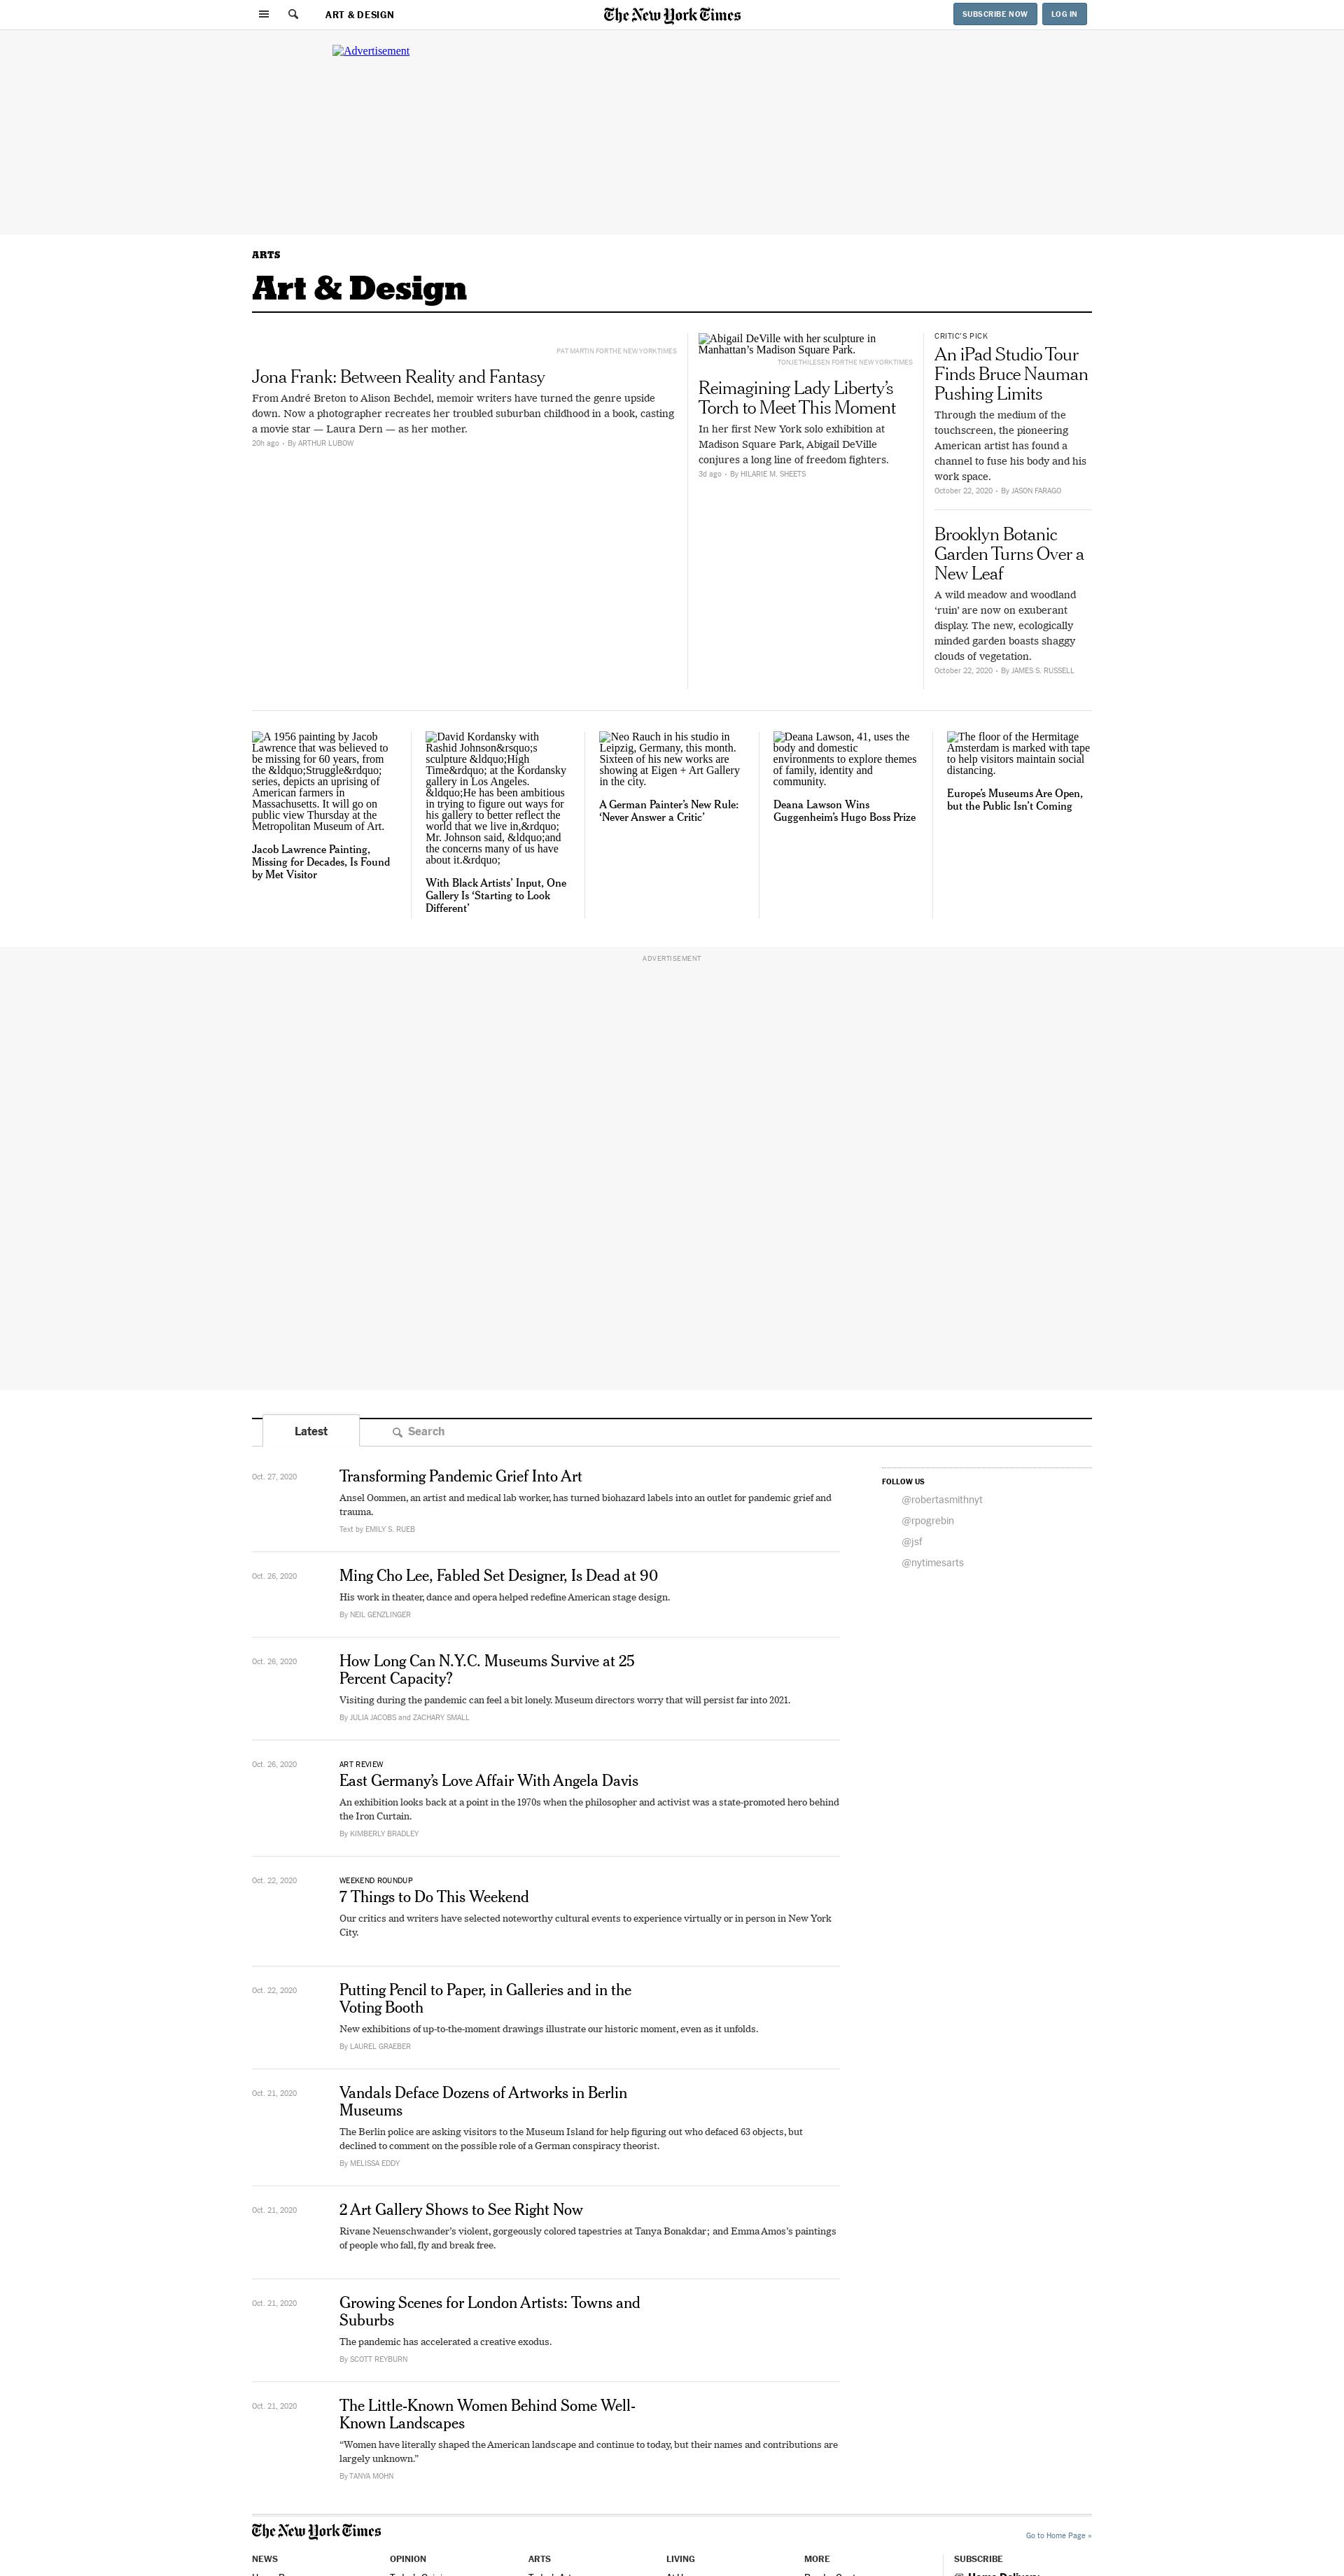 ART & DESIGN
The New York Times
SUBSCRIBE NOW
LOG IN
Advertisement
ARTS
Art & Design
PAT MARTIN FOR THE NEW YORK TIMES
Jona Frank: Between Reality and Fantasy
From André Breton to Alison Bechdel, memoir writers have turned the genre upside
down. Now a photographer recreates her troubled suburban childhood in a book, casting
a movie star — Laura Dern — as her mother.
20h ago • By ARTHUR LUBOW
Abigail DeVille with her sculpture in
Manhattan’s Madison Square Park.
TONJE THILESEN FOR THE NEW YORK TIMES
Reimagining Lady Liberty’s
Torch to Meet This Moment
In her first New York solo exhibition at
Madison Square Park, Abigail DeVille
conjures a long line of freedom fighters.
3d ago • By HILARIE M. SHEETS
CRITIC’S PICK
An iPad Studio Tour
Finds Bruce Nauman
Pushing Limits
Through the medium of the
touchscreen, the pioneering
American artist has found a
channel to fuse his body and his
work space.
October 22, 2020 • By JASON FARAGO
Brooklyn Botanic
Garden Turns Over a
New Leaf
A wild meadow and woodland
‘ruin’ are now on exuberant
display. The new, ecologically
minded garden boasts shaggy
clouds of vegetation.
October 22, 2020 • By JAMES S. RUSSELL
A 1956 painting by Jacob
Lawrence that was believed to
be missing for 60 years, from
the &ldquo;Struggle&rdquo;
series, depicts an uprising of
American farmers in
Massachusetts. It will go on
public view Thursday at the
Metropolitan Museum of Art.
Jacob Lawrence Painting,
Missing for Decades, Is Found
by Met Visitor
David Kordansky with
Rashid Johnson&rsquo;s
sculpture &ldquo;High
Time&rdquo; at the Kordansky
gallery in Los Angeles.
&ldquo;He has been ambitious
in trying to figure out ways for
his gallery to better reflect the
world that we live in,&rdquo;
Mr. Johnson said, &ldquo;and
the concerns many of us have
about it.&rdquo;
With Black Artists’ Input, One
Gallery Is ‘Starting to Look
Different’
Neo Rauch in his studio in
Leipzig, Germany, this month.
Sixteen of his new works are
showing at Eigen + Art Gallery
in the city.
A German Painter’s New Rule:
‘Never Answer a Critic’
Deana Lawson, 41, uses the
body and domestic
environments to explore themes
of family, identity and
community.
Deana Lawson Wins
Guggenheim’s Hugo Boss Prize
The floor of the Hermitage
Amsterdam is marked with tape
to help visitors maintain social
distancing.
Europe’s Museums Are Open,
but the Public Isn’t Coming
ADVERTISEMENT
Latest
Search
Oct. 27, 2020
Transforming Pandemic Grief Into Art
Ansel Oommen, an artist and medical lab worker, has turned biohazard labels into an outlet for pandemic grief and
trauma.
Text by EMILY S. RUEB
FOLLOW US
@robertasmithnyt
@rpogrebin
@jsf
@nytimesarts
Oct. 26, 2020
Ming Cho Lee, Fabled Set Designer, Is Dead at 90
His work in theater, dance and opera helped redefine American stage design.
By NEIL GENZLINGER
Oct. 26, 2020
How Long Can N.Y.C. Museums Survive at 25
Percent Capacity?
Visiting during the pandemic can feel a bit lonely. Museum directors worry that will persist far into 2021.
By JULIA JACOBS and ZACHARY SMALL
Oct. 26, 2020
ART REVIEW
East Germany’s Love Affair With Angela Davis
An exhibition looks back at a point in the 1970s when the philosopher and activist was a state-promoted hero behind
the Iron Curtain.
By KIMBERLY BRADLEY
Oct. 22, 2020
WEEKEND ROUNDUP
7 Things to Do This Weekend
Our critics and writers have selected noteworthy cultural events to experience virtually or in person in New York
City.
Oct. 22, 2020
Putting Pencil to Paper, in Galleries and in the
Voting Booth
New exhibitions of up-to-the-moment drawings illustrate our historic moment, even as it unfolds.
By LAUREL GRAEBER
Oct. 21, 2020
Vandals Deface Dozens of Artworks in Berlin
Museums
The Berlin police are asking visitors to the Museum Island for help figuring out who defaced 63 objects, but
declined to comment on the possible role of a German conspiracy theorist.
By MELISSA EDDY
Oct. 21, 2020
2 Art Gallery Shows to See Right Now
Rivane Neuenschwander’s violent, gorgeously colored tapestries at Tanya Bonakdar; and Emma Amos’s paintings
of people who fall, fly and break free.
Oct. 21, 2020
Growing Scenes for London Artists: Towns and
Suburbs
The pandemic has accelerated a creative exodus.
By SCOTT REYBURN
Oct. 21, 2020
The Little-Known Women Behind Some Well-
Known Landscapes
“Women have literally shaped the American landscape and continue to today, but their names and contributions are
largely unknown.”
By TANYA MOHN
The New York Times
Go to Home Page »
NEWS
OPINION
ARTS
LIVING
MORE
SUBSCRIBE
Home Delivery